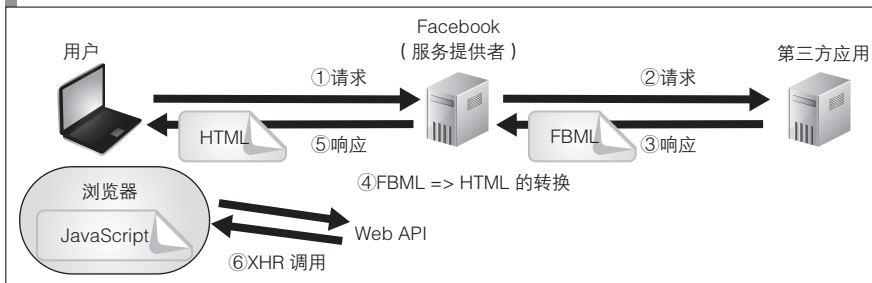 Facebook
用户
（服务提供者）
第三方应用
①请求
②请求
HTML
⑤响应
FBML
③响应
④FBML => HTML 的转换
浏览器
JavaScript
Web API
⑥XHR 调用